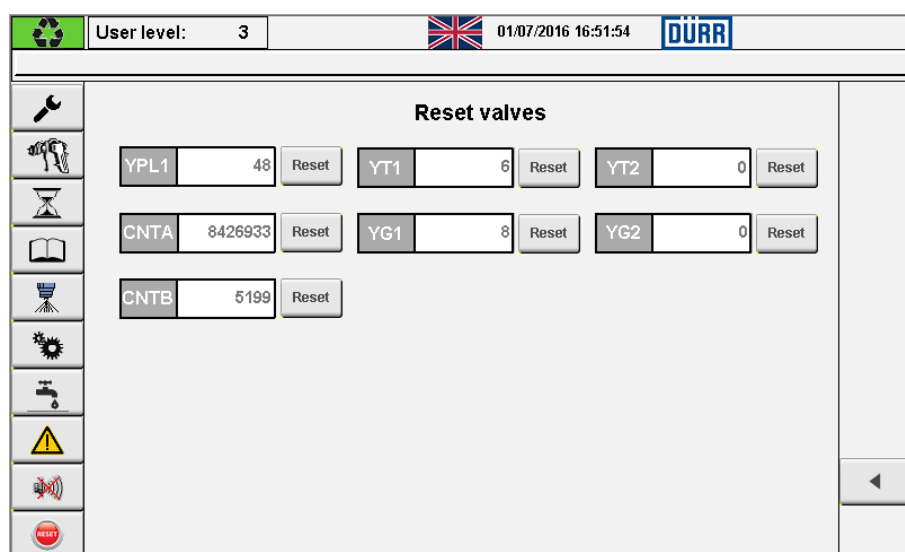 User level: 3 01/07/2016 16:51:54 DÜRR
Reset valves
YPL1 48 Reset YT1 6 Reset YT2 0 Reset
CNTA 8426933 Reset YG1 8 Reset YG2 0 Reset
CNTB 5199 Reset
RESET